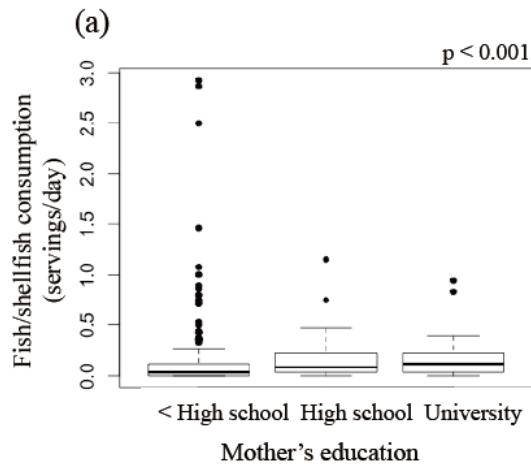 (a)
p < 0.001
Fish/shellfish consumption
(servings/day)
3.0
2.5
2.0
1.5
1.0
0.5
0.0
< High school High school University
Mother's education